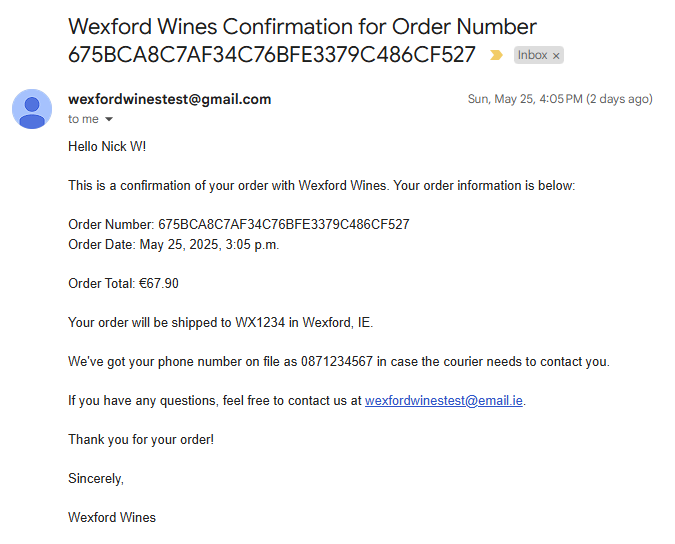 Wexford Wines Confirmation for Order Number
675BCA8C7AF34C76BFE3379C486CF527 Inbox ×
wexfordwinestest@gmail.com Sun, May 25, 4:05 PM (2 days ago)
to me
Hello Nick W!
This is a confirmation of your order with Wexford Wines. Your order information is below:
Order Number: 675BCA8C7AF34C76BFE3379C486CF527
Order Date: May 25, 2025, 3:05 p.m.
Order Total: €67.90
Your order will be shipped to WX1234 in Wexford, IE.
We've got your phone number on file as 0871234567 in case the courier needs to contact you.
If you have any questions, feel free to contact us at wexfordwinestest@email.ie.
Thank you for your order!
Sincerely,
Wexford Wines